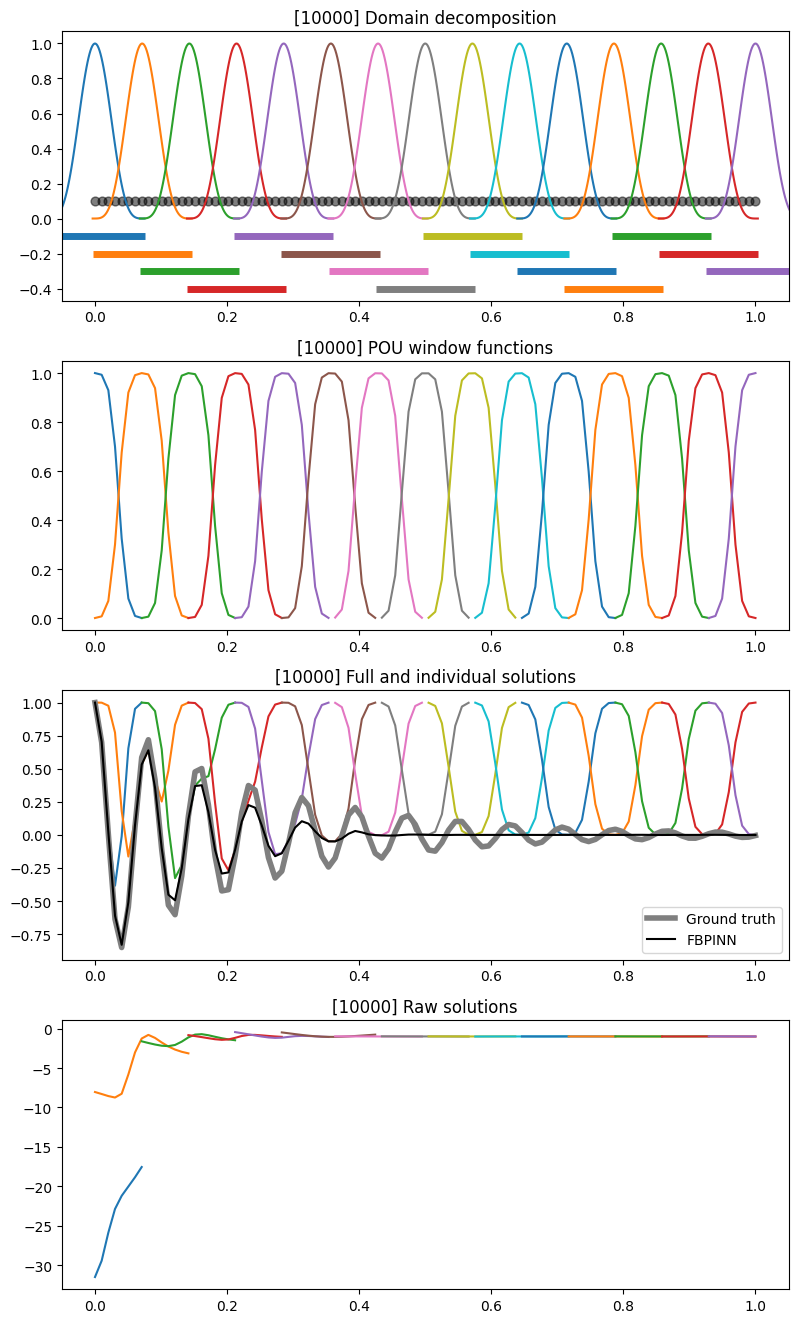 [10000] Domain decomposition
1.0
0.8
0.6
0.4
0.2
0.0
−0.2
−0.4
0.0 0.2 0.4 0.6 0.8 1.0
[10000] POU window functions
1.0
0.8
0.6
0.4
0.2
0.0
0.0 0.2 0.4 0.6 0.8 1.0
[10000] Full and individual solutions
1.00
0.75
0.50
0.25
0.00
−0.25
−0.50
−0.75
Ground truth
FBPINN
0.0 0.2 0.4 0.6 0.8 1.0
[10000] Raw solutions
0
−5
−10
−15
−20
−25
−30
0.0 0.2 0.4 0.6 0.8 1.0